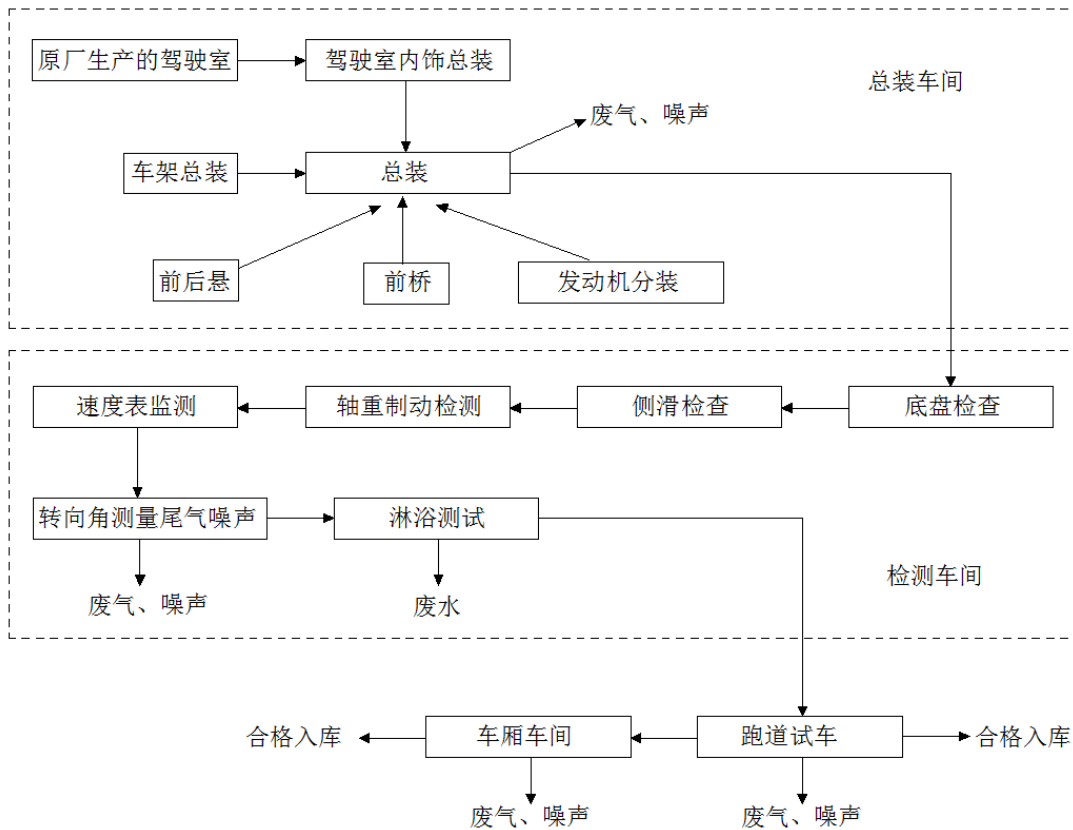 原厂生产的驾驶室
驾驶室内饰总装
总装车间
废气、噪声
车架总装
总装
前后悬
前桥
发动机分装
速度表监测
轴重制动检测
侧滑检查
底盘检查
转向角测量尾气噪声
淋浴测试
检测车间
废气、噪声
废水
合格入库
车厢车间
跑道试车
合格入库
废气、噪声
废气、噪声